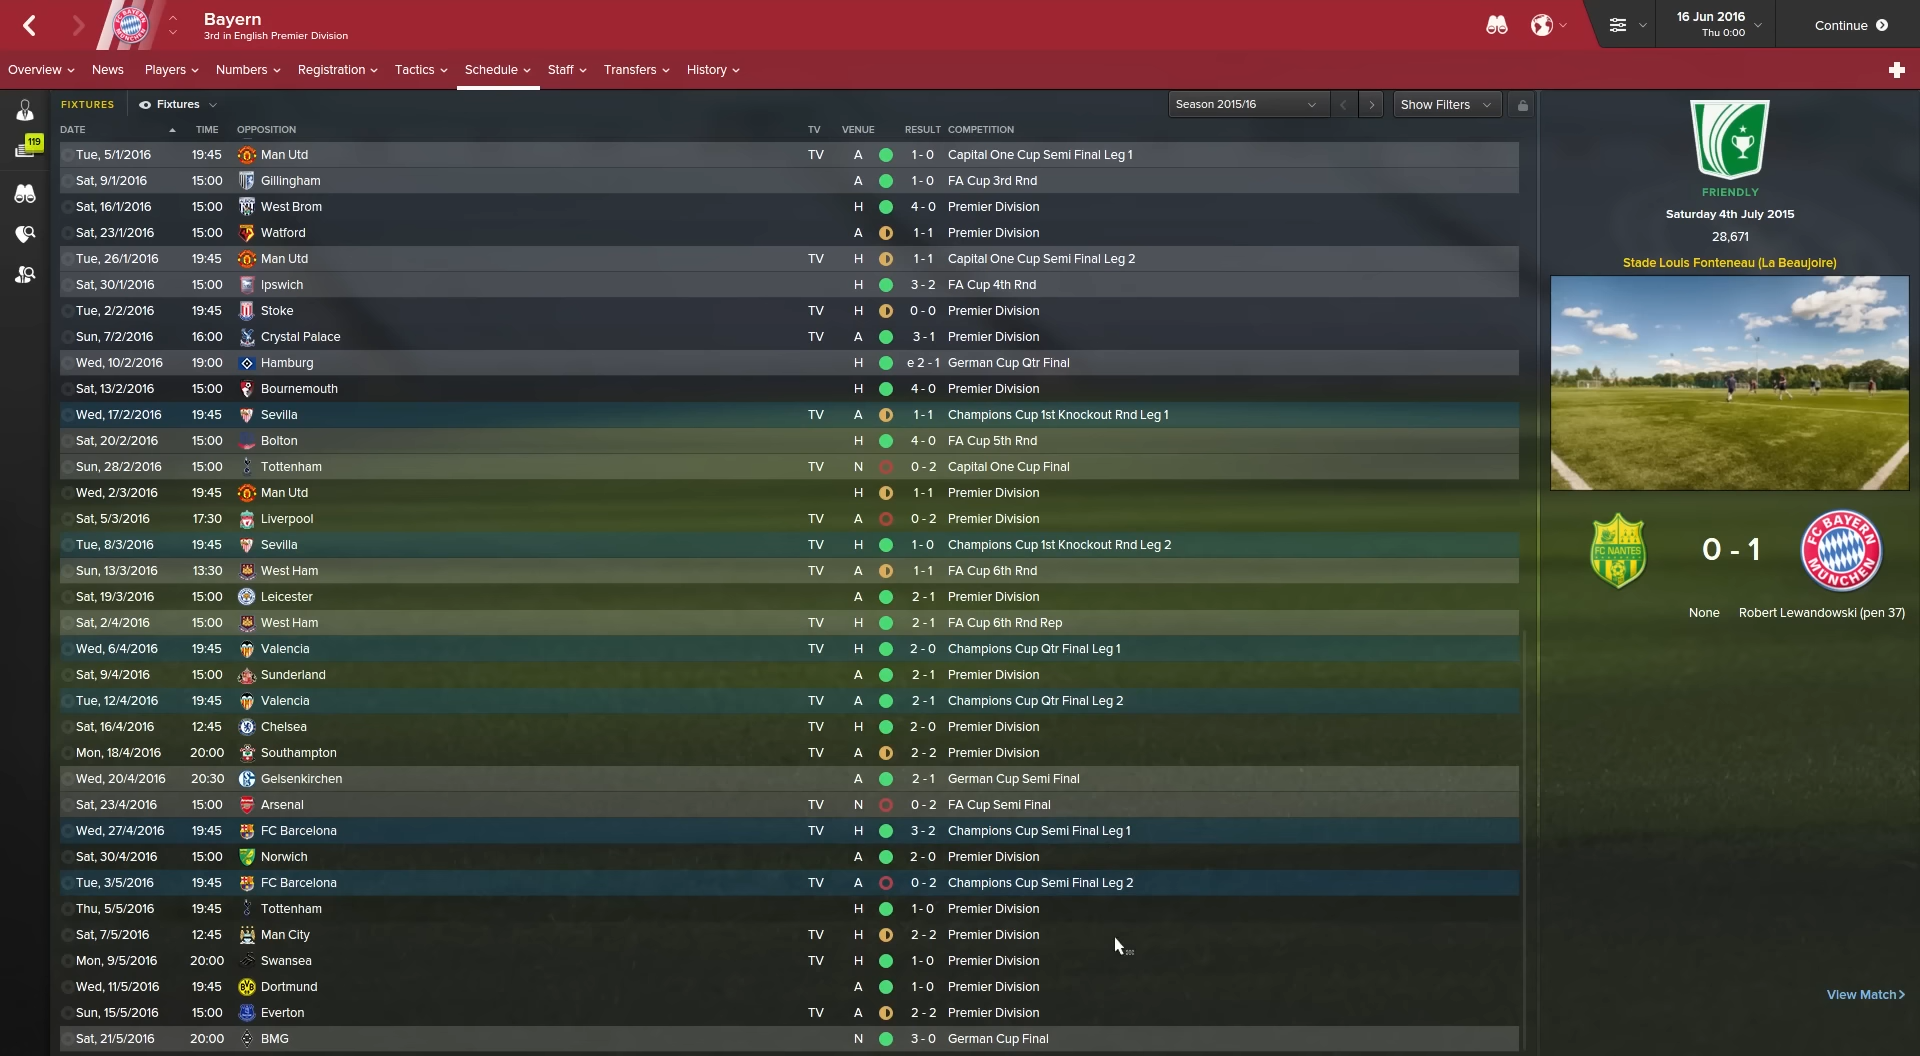 Bayern
3rd in English Premier Division
16 Jun 2016
Thu 0:00
Continue
Overview News Players Numbers Registration Tactics Schedule Staff Transfers History
119
FIXTURES Fixtures Season 2015/16 Show Filters
DATE TIME OPPOSITION TV VENUE RESULT COMPETITION
Tue, 5/1/2016 19:45 Man Utd TV A 1 - 0 Capital One Cup Semi Final Leg 1
Sat, 9/1/2016 15:00 Gillingham A 1 - 0 FA Cup 3rd Rnd
Sat, 16/1/2016 15:00 West Brom H 4 - 0 Premier Division
Sat, 23/1/2016 15:00 Watford A 1 - 1 Premier Division
Tue, 26/1/2016 19:45 Man Utd TV H 1 - 1 Capital One Cup Semi Final Leg 2
Sat, 30/1/2016 15:00 Ipswich H 3 - 2 FA Cup 4th Rnd
Tue, 2/2/2016 19:45 Stoke TV H 0 - 0 Premier Division
Sun, 7/2/2016 16:00 Crystal Palace TV A 3 - 1 Premier Division
Wed, 10/2/2016 19:00 Hamburg H e 2 - 1 German Cup Qtr Final
Sat, 13/2/2016 15:00 Bournemouth H 4 - 0 Premier Division
Wed, 17/2/2016 19:45 Sevilla TV A 1 - 1 Champions Cup 1st Knockout Rnd Leg 1
Sat, 20/2/2016 15:00 Bolton H 4 - 0 FA Cup 5th Rnd
Sun, 28/2/2016 15:00 Tottenham TV N 0 - 2 Capital One Cup Final
Wed, 2/3/2016 19:45 Man Utd H 1 - 1 Premier Division
Sat, 5/3/2016 17:30 Liverpool TV A 0 - 2 Premier Division
Tue, 8/3/2016 19:45 Sevilla TV H 1 - 0 Champions Cup 1st Knockout Rnd Leg 2
Sun, 13/3/2016 13:30 West Ham TV A 1 - 1 FA Cup 6th Rnd
Sat, 19/3/2016 15:00 Leicester A 2 - 1 Premier Division
Sat, 2/4/2016 15:00 West Ham TV H 2 - 1 FA Cup 6th Rnd Rep
Wed, 6/4/2016 19:45 Valencia TV H 2 - 0 Champions Cup Qtr Final Leg 1
Sat, 9/4/2016 15:00 Sunderland A 2 - 1 Premier Division
Tue, 12/4/2016 19:45 Valencia TV A 2 - 1 Champions Cup Qtr Final Leg 2
Sat, 16/4/2016 12:45 Chelsea TV H 2 - 0 Premier Division
Mon, 18/4/2016 20:00 Southampton TV A 2 - 2 Premier Division
Wed, 20/4/2016 20:30 Gelsenkirchen A 2 - 1 German Cup Semi Final
Sat, 23/4/2016 15:00 Arsenal TV N 0 - 2 FA Cup Semi Final
Wed, 27/4/2016 19:45 FC Barcelona TV H 3 - 2 Champions Cup Semi Final Leg 1
Sat, 30/4/2016 15:00 Norwich A 2 - 0 Premier Division
Tue, 3/5/2016 19:45 FC Barcelona TV A 0 - 2 Champions Cup Semi Final Leg 2
Thu, 5/5/2016 19:45 Tottenham H 1 - 0 Premier Division
Sat, 7/5/2016 12:45 Man City TV H 2 - 2 Premier Division
Mon, 9/5/2016 20:00 Swansea TV H 1 - 0 Premier Division
Wed, 11/5/2016 19:45 Dortmund A 1 - 0 Premier Division
Sun, 15/5/2016 15:00 Everton TV A 2 - 2 Premier Division
Sat, 21/5/2016 20:00 BMG N 3 - 0 German Cup Final
FRIENDLY
Saturday 4th July 2015
28,671
Stade Louis Fonteneau (La Beaujoire)
FC NANTES
0 - 1
FC BAYERN MÜNCHEN
None Robert Lewandowski (pen 37)
View Match